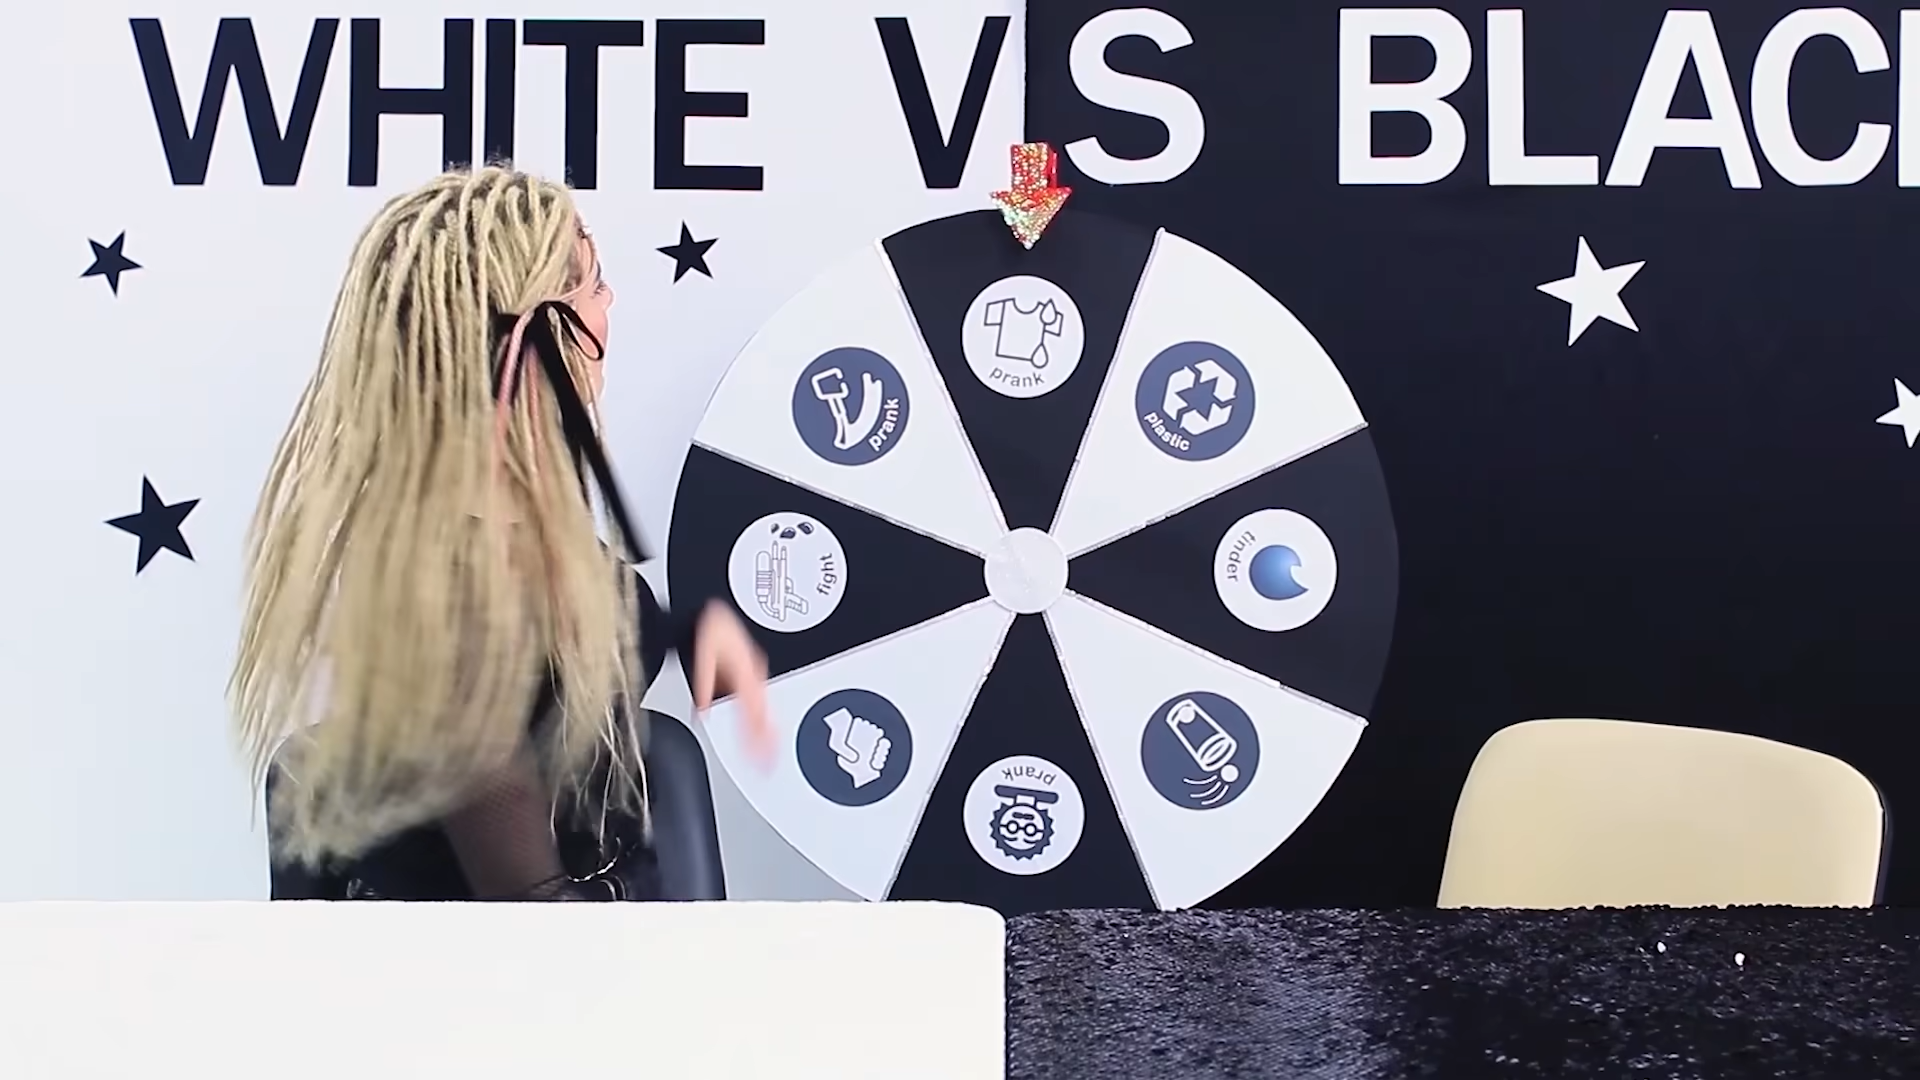 WHITE VS BLAC
prank
prank
plastic
fight
tinder
prank